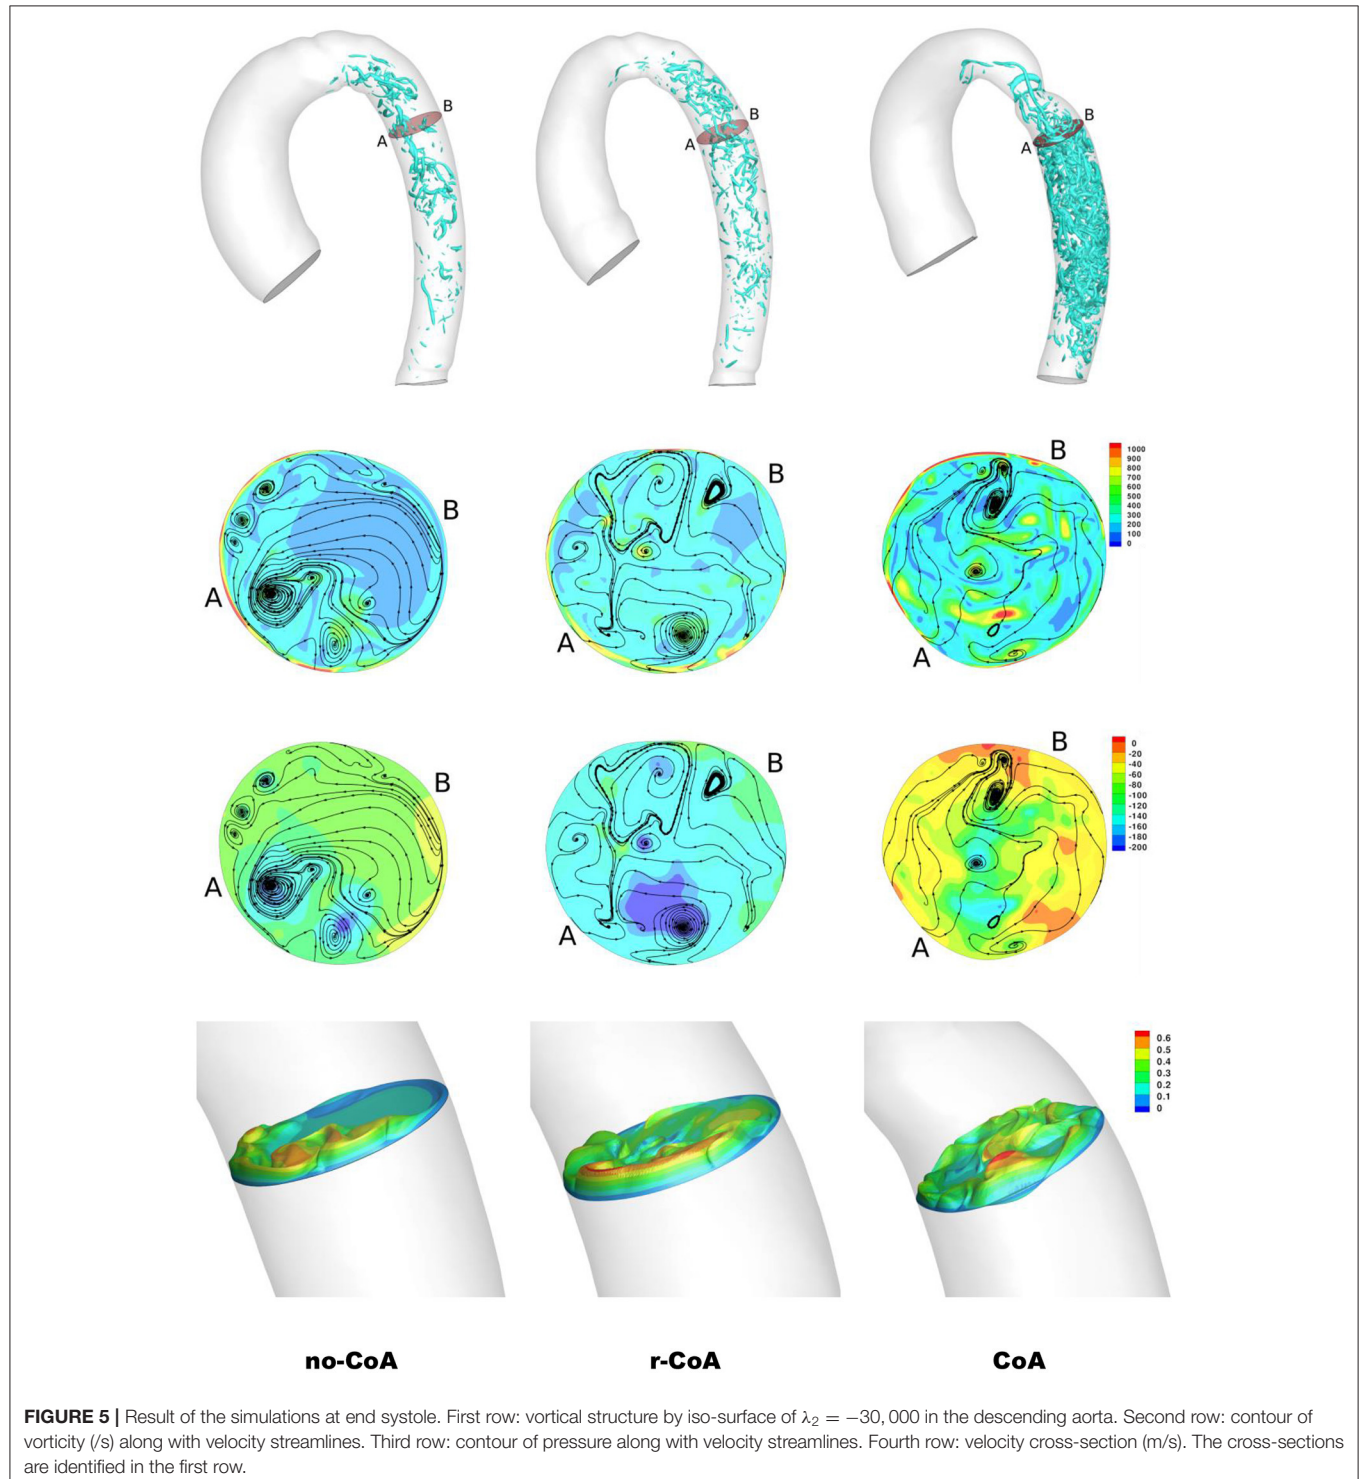 B
A
B
A
B
A
B
A
B
A
B
A
1000
900
800
700
600
500
400
300
200
100
0
B
A
B
A
B
A
0
-20
-40
-60
-80
-100
-120
-140
-160
-180
-200
0.6
0.5
0.4
0.3
0.2
0.1
0
no-CoA r-CoA CoA
FIGURE 5 | Result of the simulations at end systole. First row: vortical structure by iso-surface of λ₂ = −30, 000 in the descending aorta. Second row: contour of
vorticity (/s) along with velocity streamlines. Third row: contour of pressure along with velocity streamlines. Fourth row: velocity cross-section (m/s). The cross-sections
are identified in the first row.